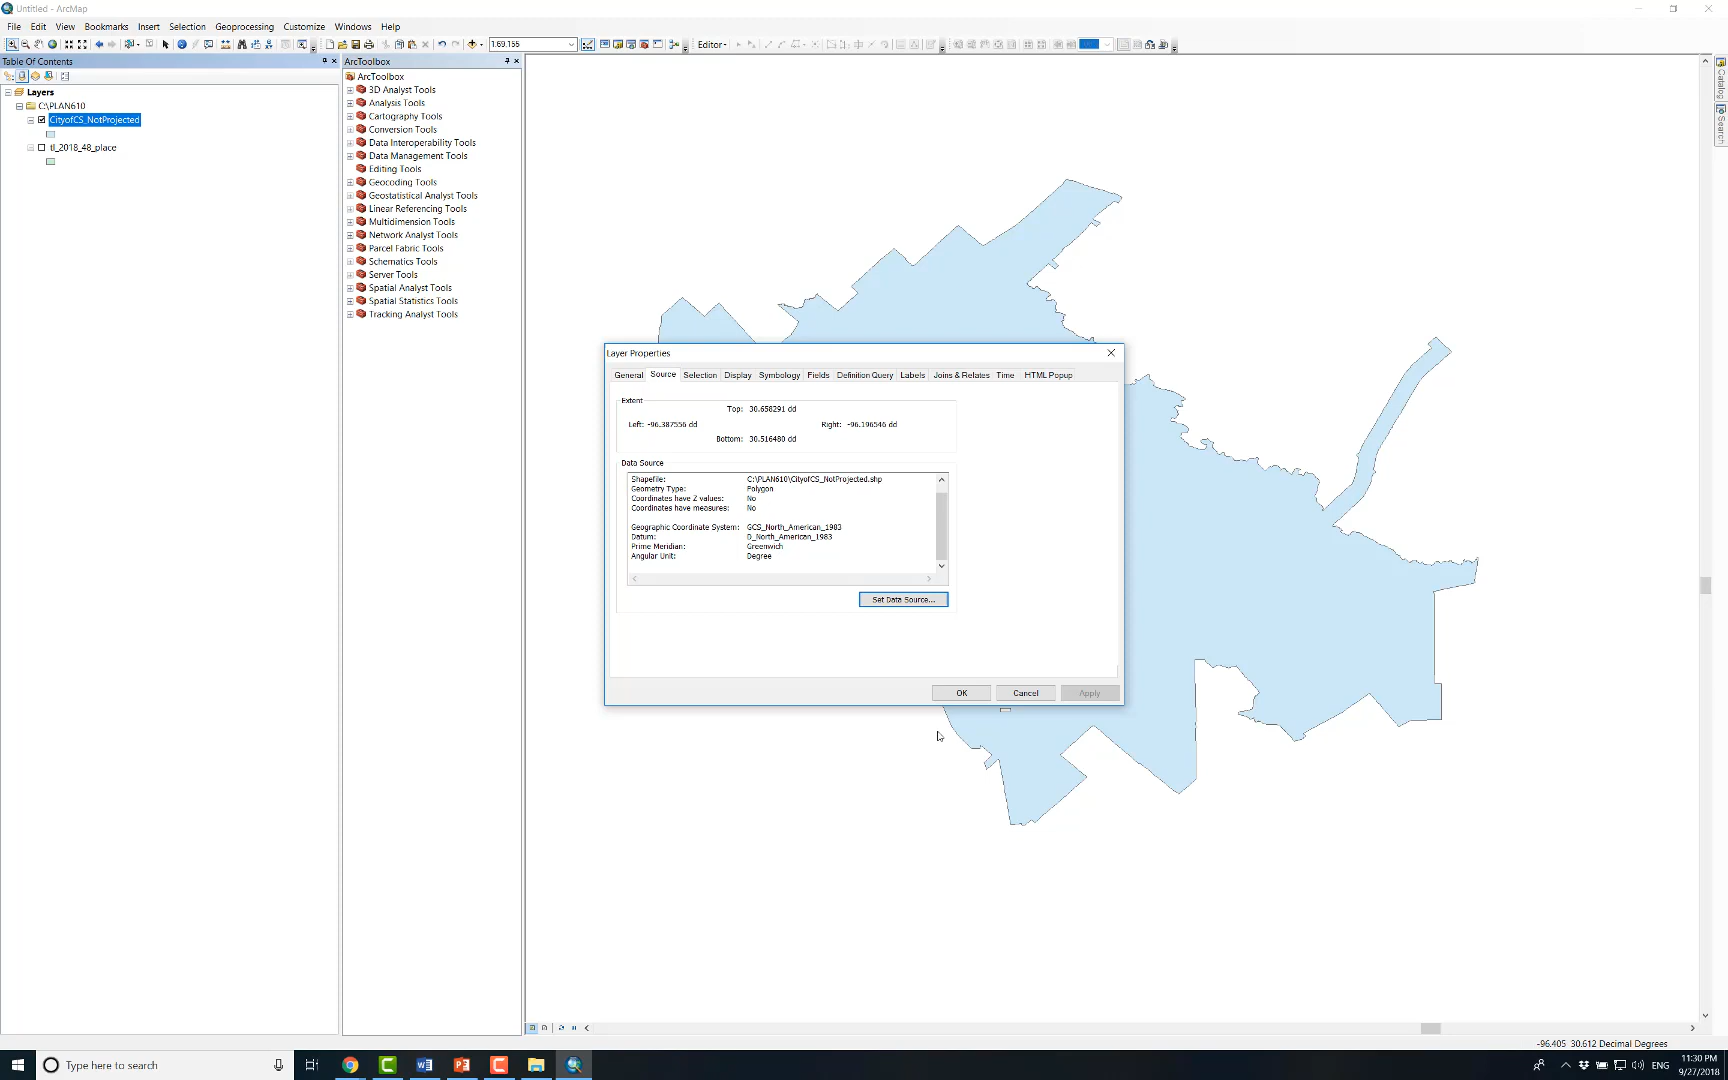 Untitled - ArcMap
File Edit View Bookmarks Insert Selection Geoprocessing Customize Windows Help
1:69,155
Editor
Table Of Contents
Layers
C:\PLAN610
CityofCS_NotProjected
tl_2018_48_place
ArcToolbox
ArcToolbox
3D Analyst Tools
Analysis Tools
Cartography Tools
Conversion Tools
Data Interoperability Tools
Data Management Tools
Editing Tools
Geocoding Tools
Geostatistical Analyst Tools
Linear Referencing Tools
Multidimension Tools
Network Analyst Tools
Parcel Fabric Tools
Schematics Tools
Server Tools
Spatial Analyst Tools
Spatial Statistics Tools
Tracking Analyst Tools
Layer Properties
General Source Selection Display Symbology Fields Definition Query Labels Joins & Relates Time HTML Popup
Extent
Top: 30.658291 dd
Left: -96.387556 dd Right: -96.196546 dd
Bottom: 30.516480 dd
Data Source
Shapefile: C:\PLAN610\CityofCS_NotProjected.shp
Geometry Type: Polygon
Coordinates have Z values: No
Coordinates have measures: No
Geographic Coordinate System: GCS_North_American_1983
Datum: D_North_American_1983
Prime Meridian: Greenwich
Angular Unit: Degree
Set Data Source...
OK Cancel Apply
Catalog
Search
-96.405 30.612 Decimal Degrees
Type here to search
ENG
11:30 PM
9/27/2018